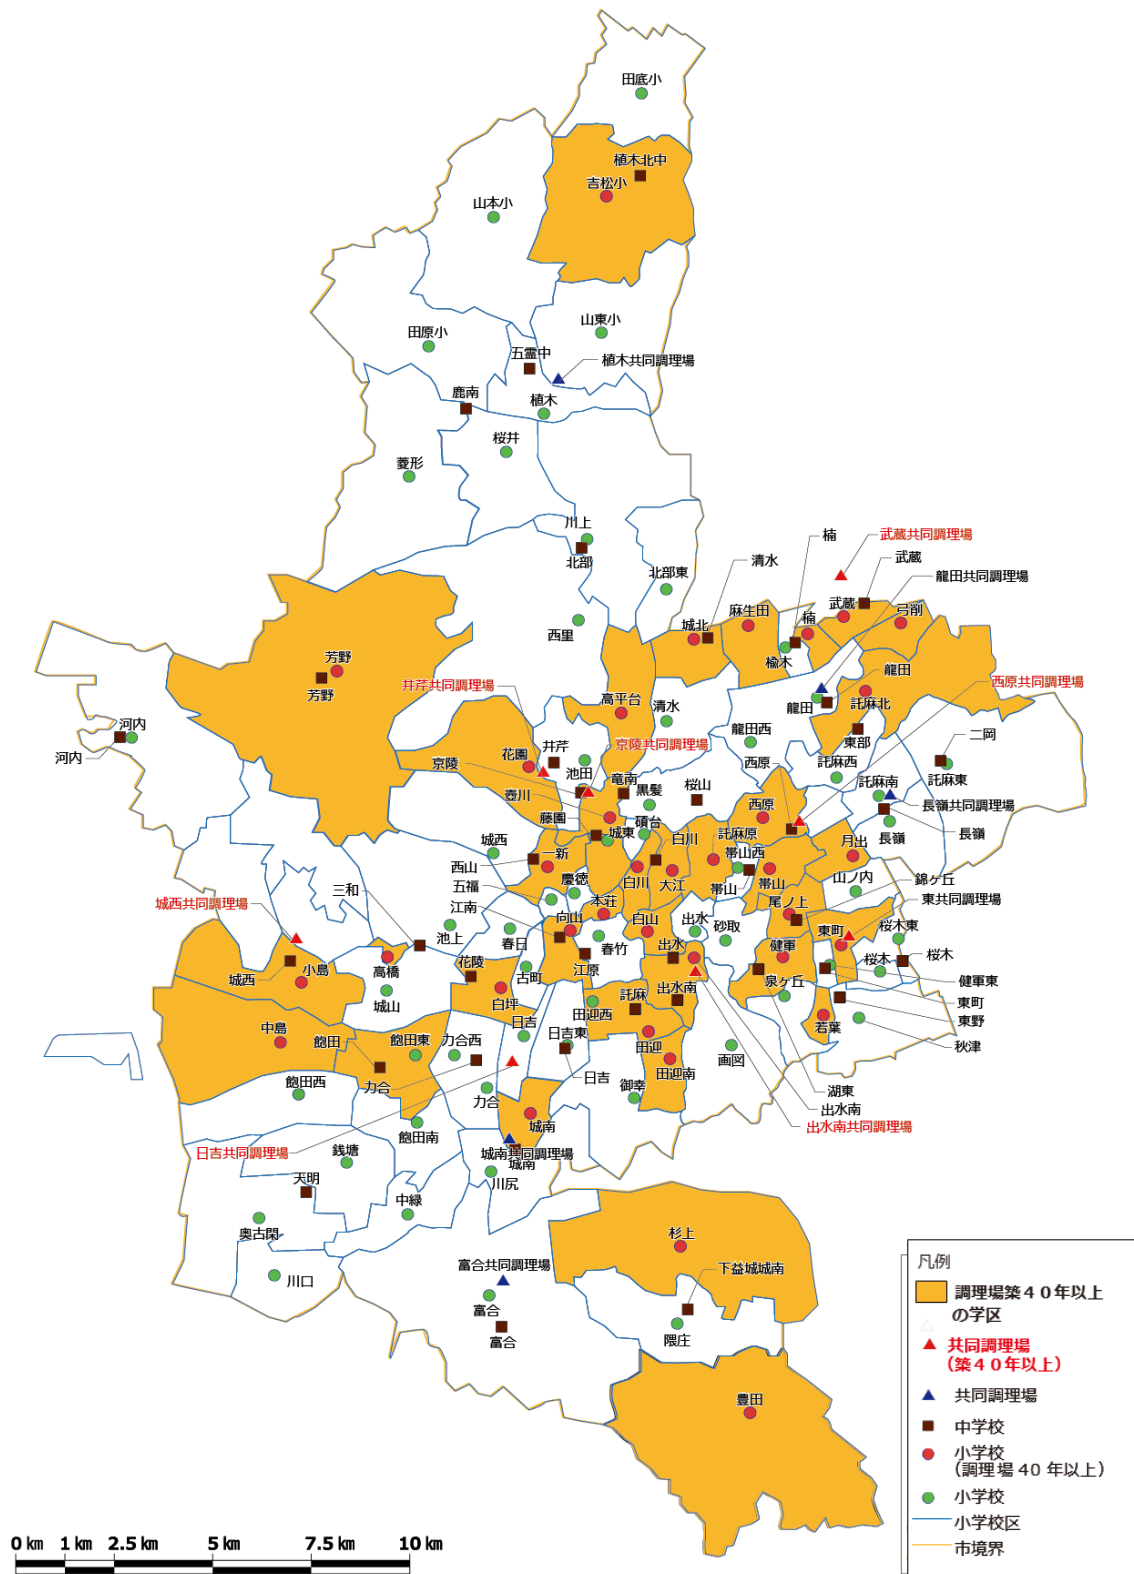 田底小
植木北中
吉松小
山本小
山東小
田原小
五霊中
植木共同調理場
鹿南
植木
桜井
菱形
川上
北部
北部東
西里
楠
武蔵共同調理場
武蔵
清水
龍田共同調理場
麻生田
武蔵
弓削
城北
楠
楡木
龍田
西原共同調理場
芳野
芳野
井芹共同調理場
高平台
清水
龍田
託麻北
河内
河内
花園
井芹
京陵共同調理場
龍田西
東部
二岡
京陵
池田
竜南
西原
託麻西
託麻東
壺川
黒髪
桜山
託麻南
西原
長嶺共同調理場
藤園
碩台
城東
白川
託麻原
月出
長嶺
長嶺
城西
一新
西山
帯山西
山ノ内
錦ヶ丘
五福
慶徳
白川
大江
帯山
帯山
三和
城西共同調理場
江南
本荘
尾ノ上
東共同調理場
向山
白山
出水
砂取
東町
桜木東
池上
春日
春竹
健軍
桜木
桜木
城西
小島
高橋
花陵
古町
江原
出水
泉ヶ丘
健軍東
城山
白坪
出水南
東町
東野
中島
飽田
飽田東
力合西
日吉
田迎西
託麻
若葉
秋津
日吉東
田迎
画図
力合
日吉
田迎南
湖東
飽田西
力合
御幸
出水南
飽田南
城南
出水南共同調理場
日吉共同調理場
城南共同調理場
城南
銭塘
川尻
天明
中緑
奥古閑
杉上
川口
富合共同調理場
下益城城南
富合
富合
隈庄
豊田
凡例
調理場築40年以上
の学区
共同調理場
(築40年以上)
共同調理場
中学校
小学校
(調理場 40 年以上)
小学校
小学校区
市境界
0 km 1 km 2.5 km 5 km 7.5 km 10 km